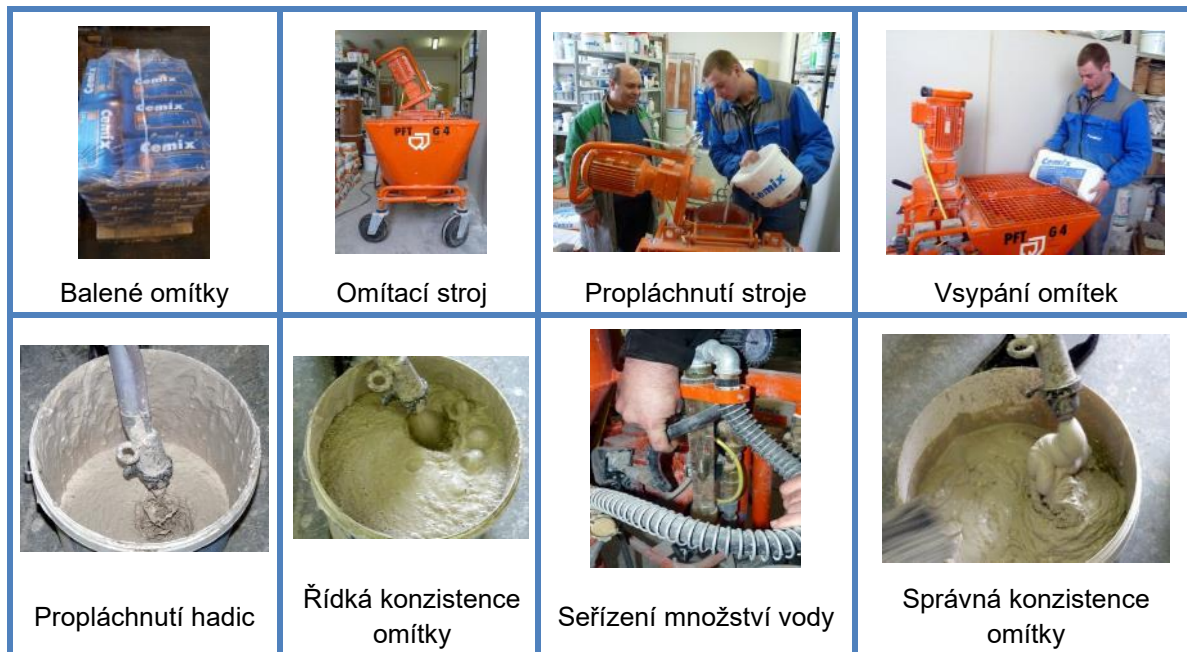 Cemix
Cemix
Cemix
PFT G 4
Cemix
Cemix
PFT G 4
Balené omítky
Omítací stroj
Propláchnutí stroje
Vsypání omítek
Propláchnutí hadic
Řídká konzistence
omítky
Seřízení množství vody
Správná konzistence
omítky